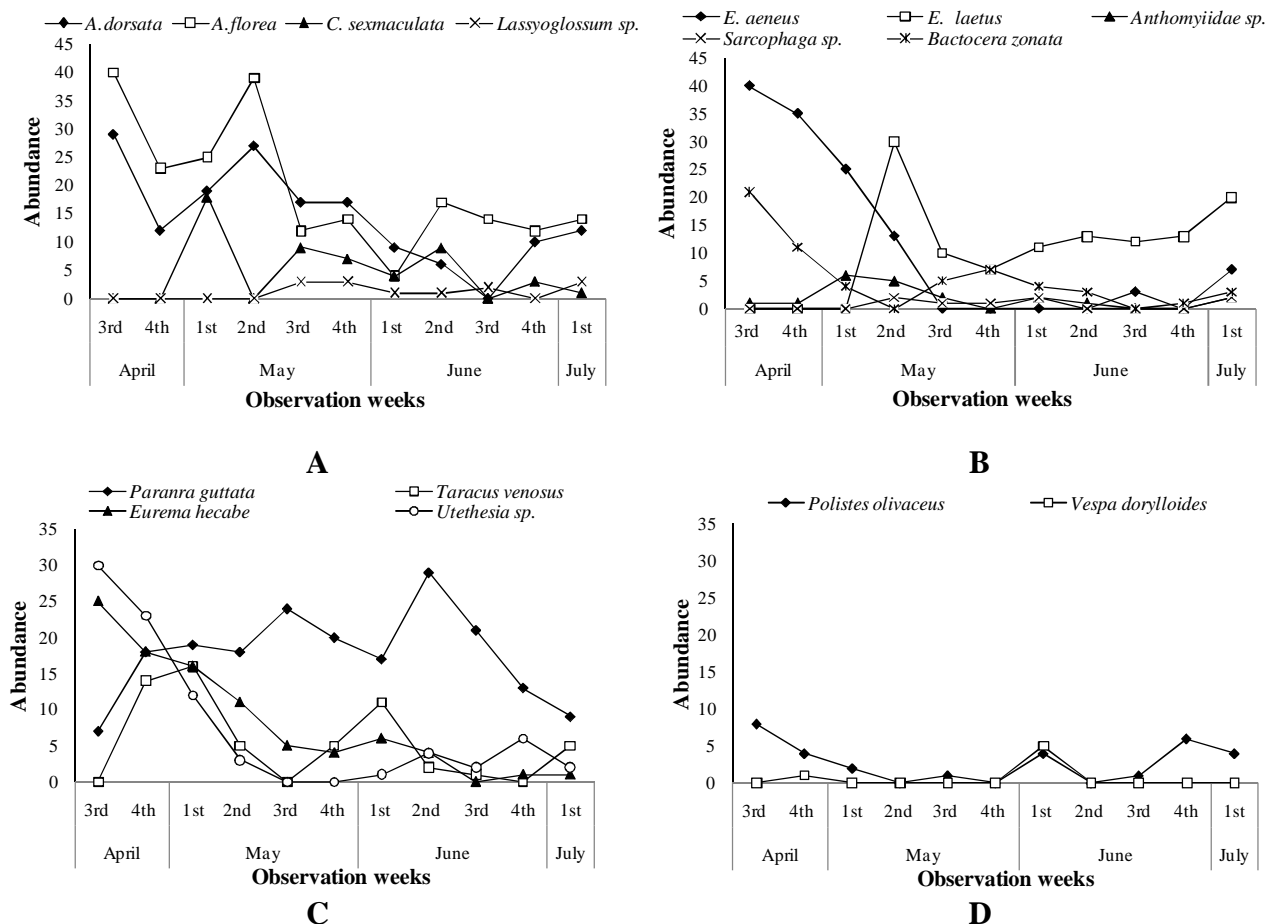 A.dorsata A.florea C. sexmaculata Lassyoglossum sp.
45
40
35
30
25
20
15
10
5
0
Abundance
3rd 4th 1st 2nd 3rd 4th 1st 2nd 3rd 4th 1st
April May June July
Observation weeks
A
E. aeneus E. laetus Anthomyiidae sp.
Sarcophaga sp. Bactocera zonata
45
40
35
30
25
20
15
10
5
0
Abundance
3rd 4th 1st 2nd 3rd 4th 1st 2nd 3rd 4th 1st
April May June July
Observation weeks
B
Paranra guttata Taracus venosus
Eurema hecabe Utethesia sp.
35
30
25
20
15
10
5
0
Abundance
3rd 4th 1st 2nd 3rd 4th 1st 2nd 3rd 4th 1st
April May June July
Observation weeks
C
Polistes olivaceus Vespa dorylloides
35
30
25
20
15
10
5
0
Abundance
3rd 4th 1st 2nd 3rd 4th 1st 2nd 3rd 4th 1st
April May June July
Observation weeks
D